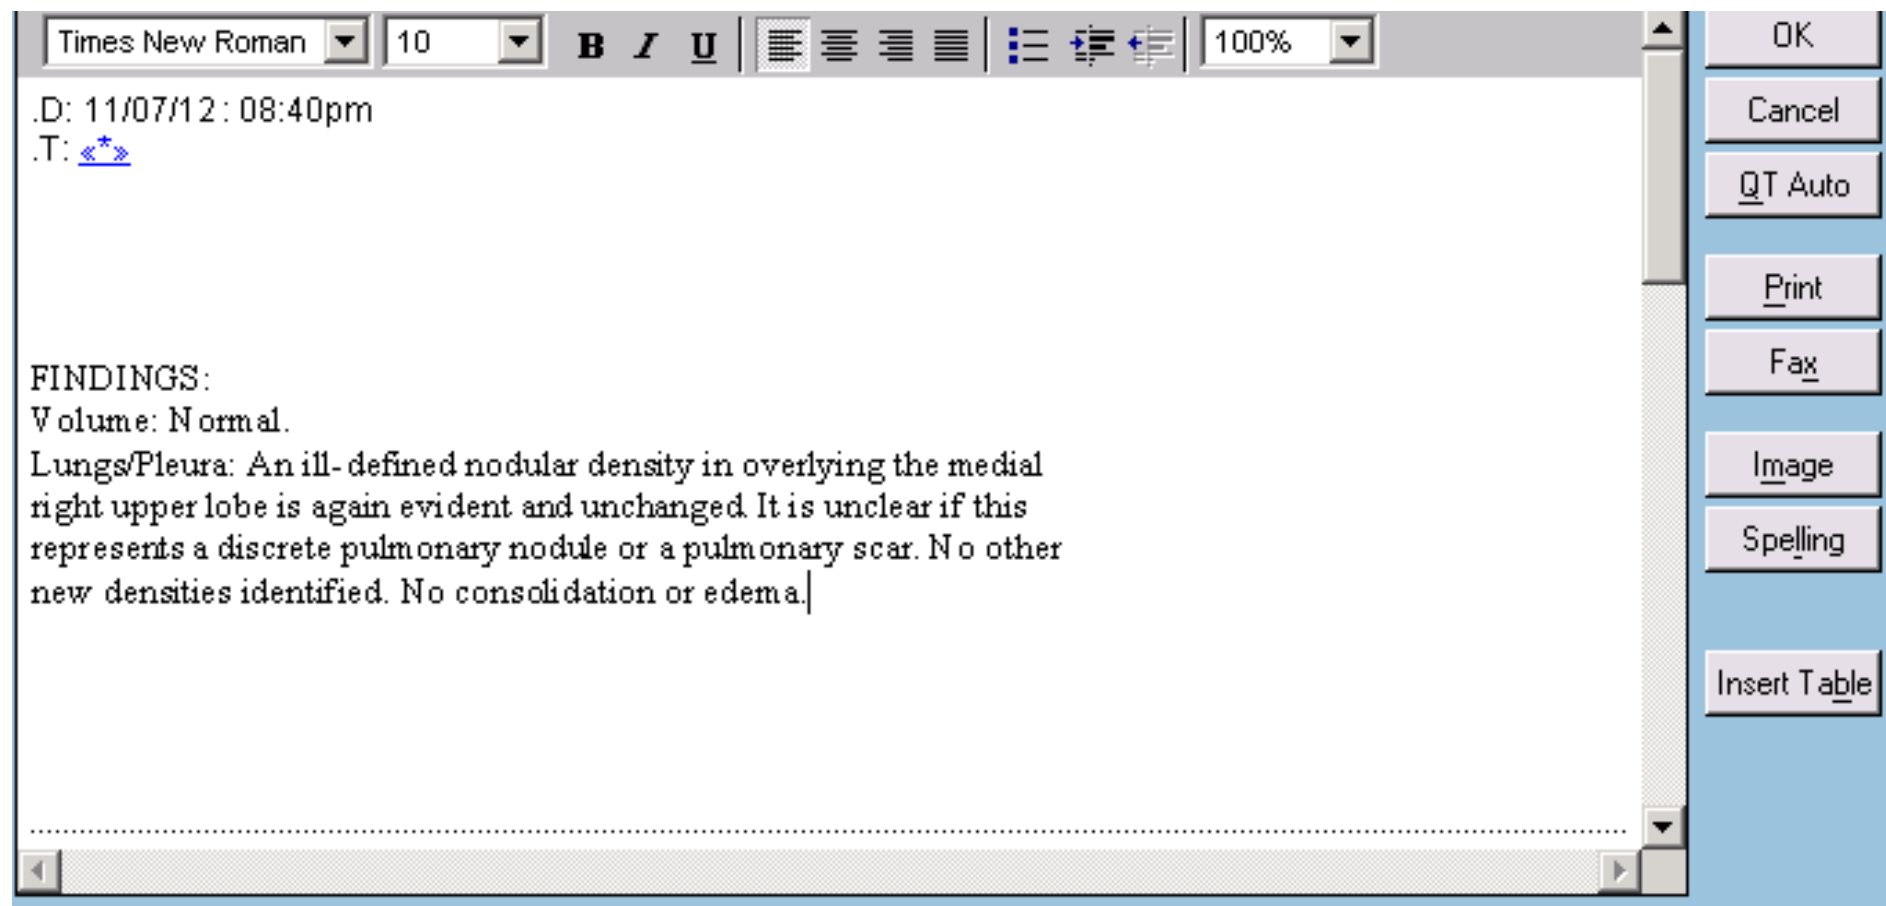 Times New Roman 10 B I U 100%
OK
.D: 11/07/12 : 08:40pm
Cancel
.T: «*»
QT Auto
Print
Fax
FINDINGS:
Volume: Normal.
Lungs/Pleura: An ill-defined nodular density in overlying the medial
Image
right upper lobe is again evident and unchanged. It is unclear if this
represents a discrete pulmonary nodule or a pulmonary scar. No other
Spelling
new densities identified. No consolidation or edema.
Insert Table